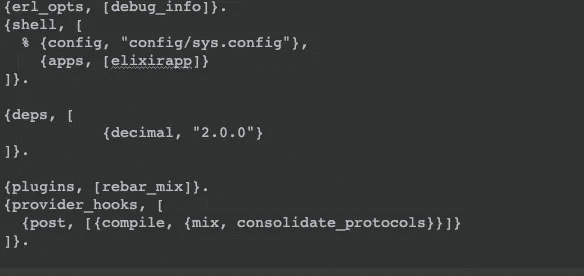 {erl_opts, [debug_info]}.
{shell, [
  % {config, "config/sys.config"},
    {apps, [elixirapp]}
]}.

{deps, [
           {decimal, "2.0.0"}
]}.

{plugins, [rebar_mix]}.
{provider_hooks, [
  {post, [{compile, {mix, consolidate_protocols}}]}
]}.